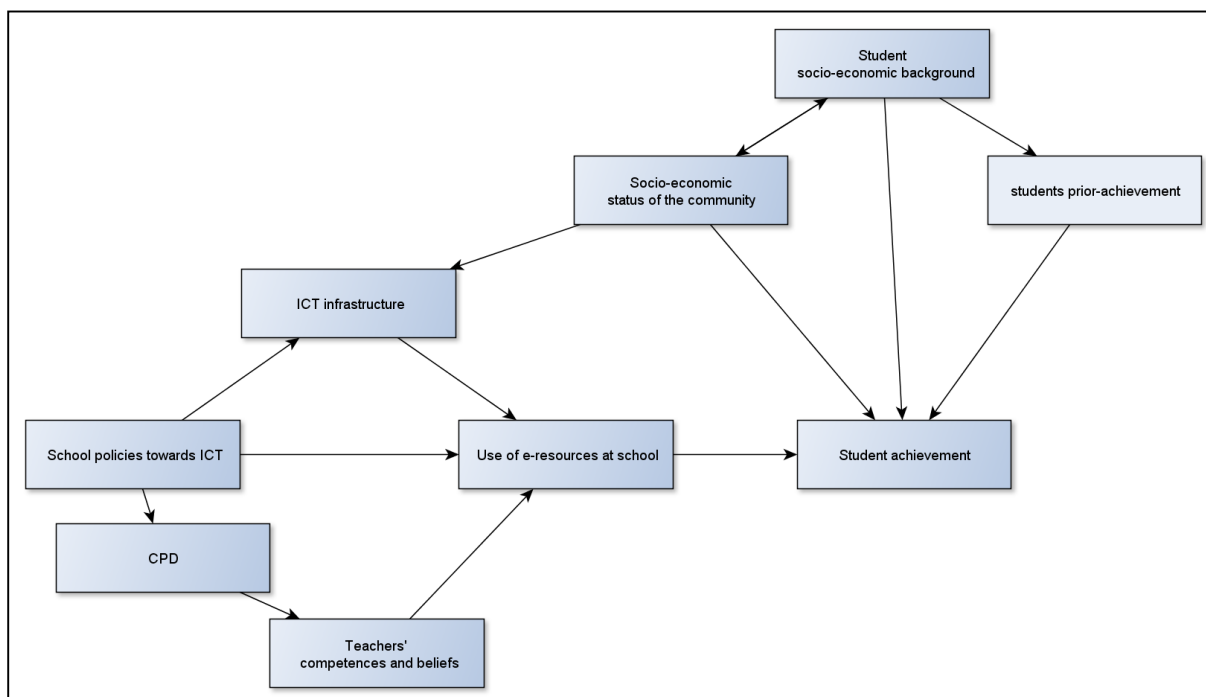 Student
socio-economic background
Socio-economic
status of the community
students prior-achievement
ICT infrastructure
School policies towards ICT
Use of e-resources at school
Student achievement
CPD
Teachers'
competences and beliefs